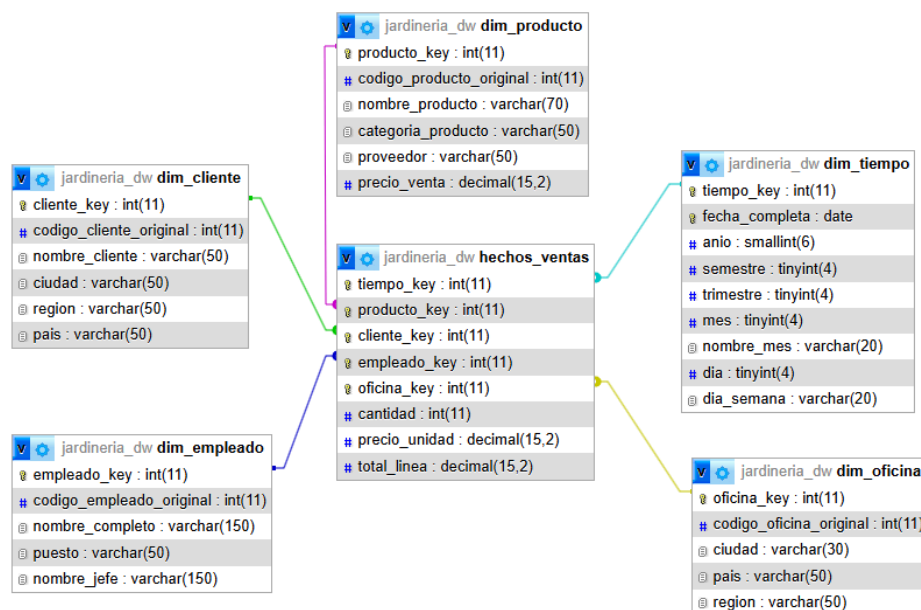 jardineria_dw dim_producto
producto_key : int(11)
# codigo_producto_original : int(11)
nombre_producto : varchar(70)
categoria_producto : varchar(50)
proveedor : varchar(50)
# precio_venta : decimal(15,2)
jardineria_dw dim_cliente
cliente_key : int(11)
# codigo_cliente_original : int(11)
nombre_cliente : varchar(50)
ciudad : varchar(50)
region : varchar(50)
pais : varchar(50)
jardineria_dw dim_tiempo
tiempo_key : int(11)
fecha_completa : date
# anio : smallint(6)
# semestre : tinyint(4)
# trimestre : tinyint(4)
# mes : tinyint(4)
nombre_mes : varchar(20)
# dia : tinyint(4)
dia_semana : varchar(20)
jardineria_dw hechos_ventas
tiempo_key : int(11)
producto_key : int(11)
cliente_key : int(11)
empleado_key : int(11)
oficina_key : int(11)
# cantidad : int(11)
# precio_unidad : decimal(15,2)
# total_linea : decimal(15,2)
jardineria_dw dim_empleado
empleado_key : int(11)
# codigo_empleado_original : int(11)
nombre_completo : varchar(150)
puesto : varchar(50)
nombre_jefe : varchar(150)
jardineria_dw dim_oficina
oficina_key : int(11)
# codigo_oficina_original : int(11)
ciudad : varchar(30)
pais : varchar(50)
region : varchar(50)